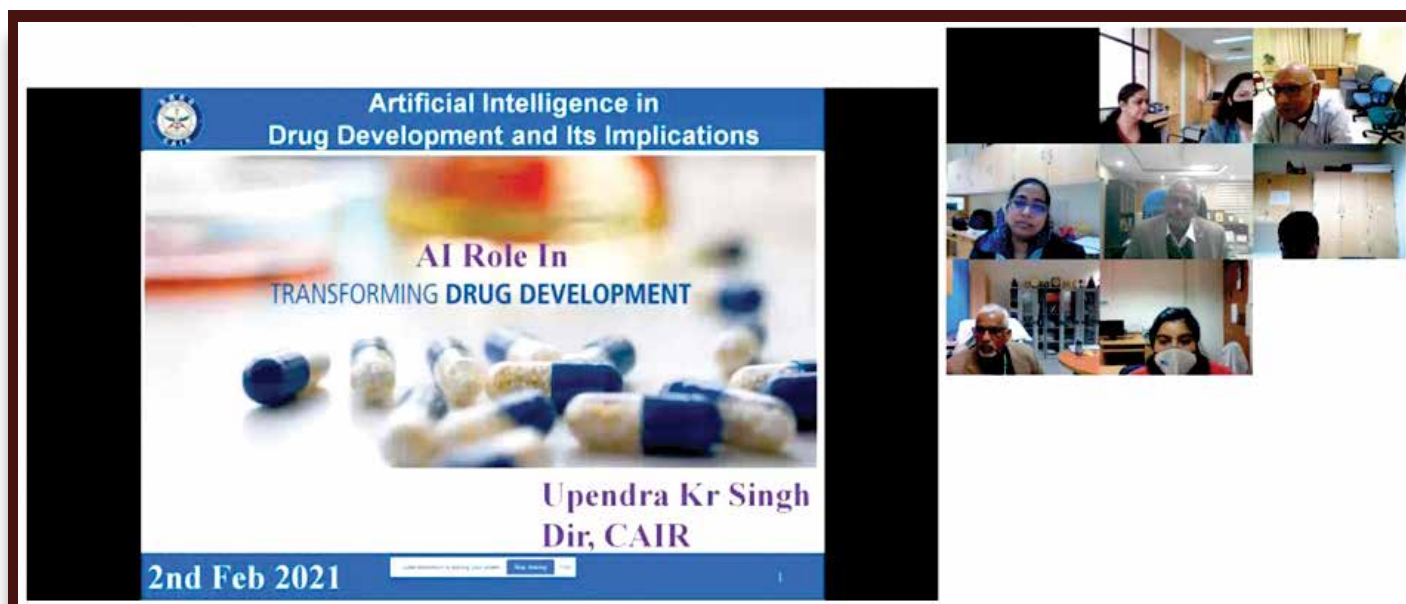 Artificial Intelligence in
Drug Development and Its Implications
AI Role In
TRANSFORMING DRUG DEVELOPMENT
Upendra Kr Singh
Dir, CAIR
2nd Feb 2021
1